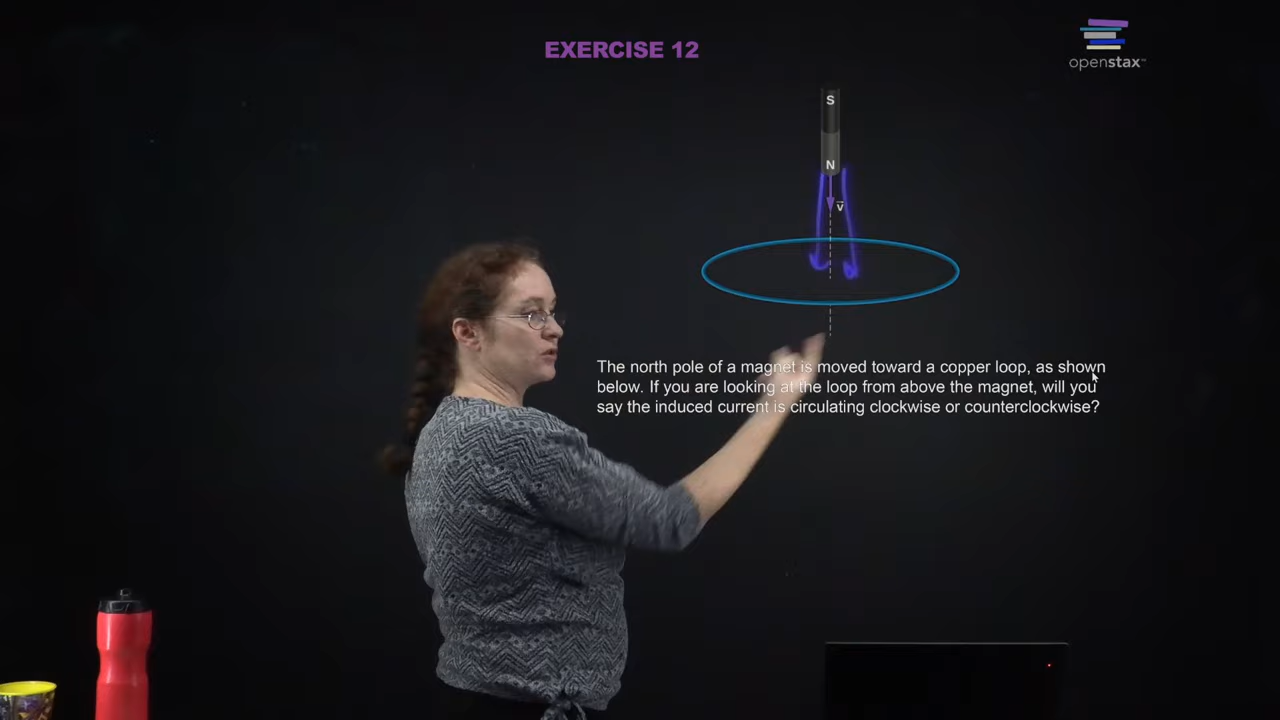 EXERCISE 12
openstax™
S
N
v̄
The north pole of a magnet is moved toward a copper loop, as shown
below. If you are looking at the loop from above the magnet, will you
say the induced current is circulating clockwise or counterclockwise?